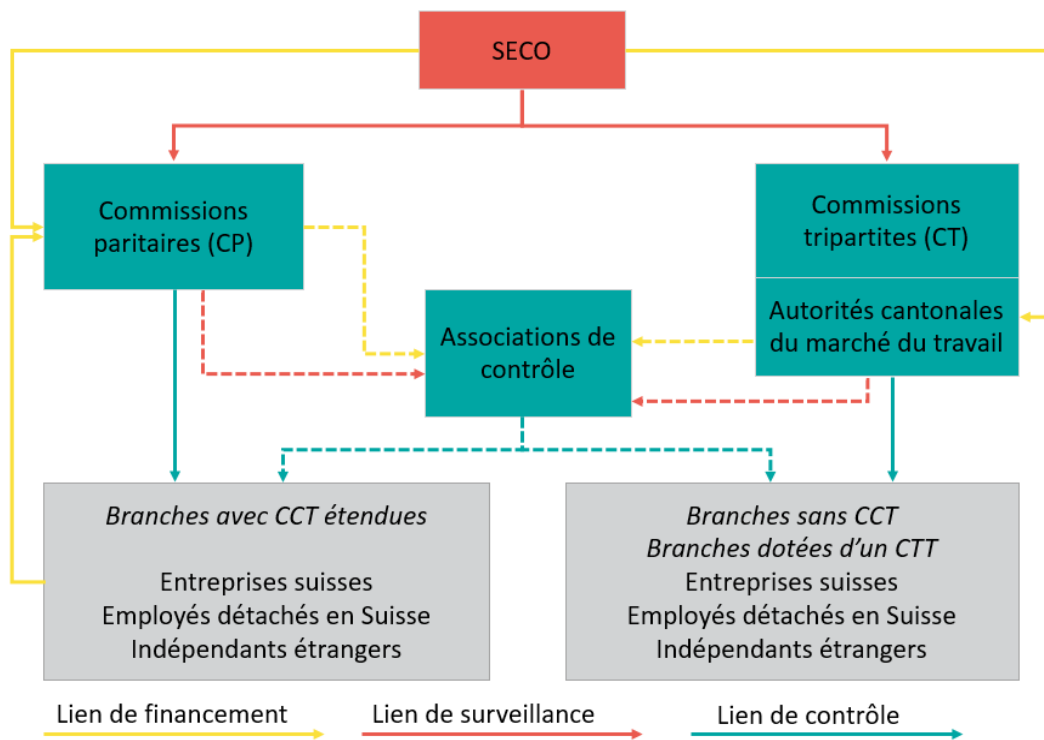 SECO
Commissions
paritaires (CP)
Commissions
tripartites (CT)
Autorités cantonales
du marché du travail
Associations de
contrôle
Branches avec CCT étendues
Entreprises suisses
Employés détachés en Suisse
Indépendants étrangers
Branches sans CCT
Branches dotées d'un CTT
Entreprises suisses
Employés détachés en Suisse
Indépendants étrangers
Lien de financement
Lien de surveillance
Lien de contrôle